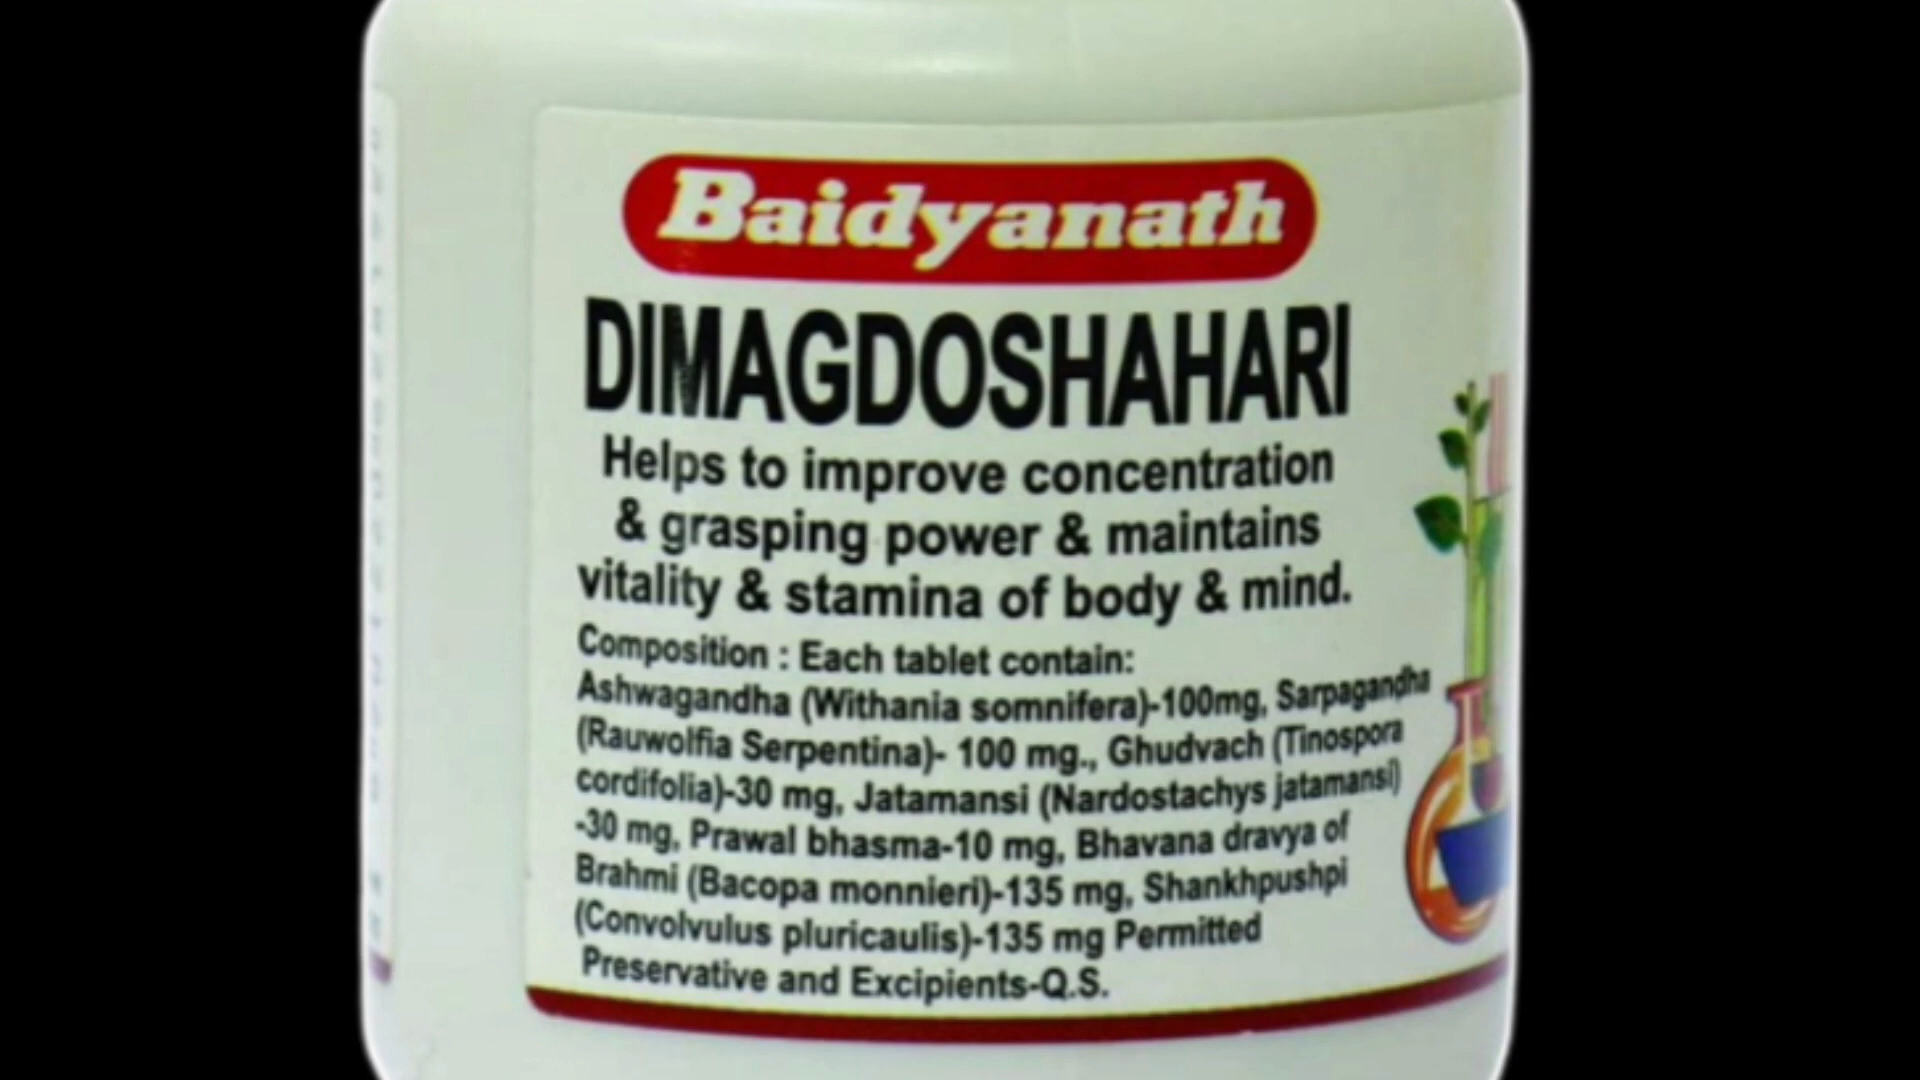 Baidyanath
DIMAGDOSHAHARI
Helps to improve concentration
& grasping power & maintains
vitality & stamina of body & mind.
Composition : Each tablet contain:
Ashwagandha (Withania somnifera)-100mg, Sarpagandha
(Rauwolfia Serpentina)- 100 mg., Ghudvach (Tinospora
cordifolia)-30 mg, Jatamansi (Nardostachys jatamansi)
-30 mg, Prawal bhasma-10 mg, Bhavana dravya of
Brahmi (Bacopa monnieri)-135 mg, Shankhpushpi
(Convolvulus pluricaulis)-135 mg Permitted
Preservative and Excipients-Q.S.